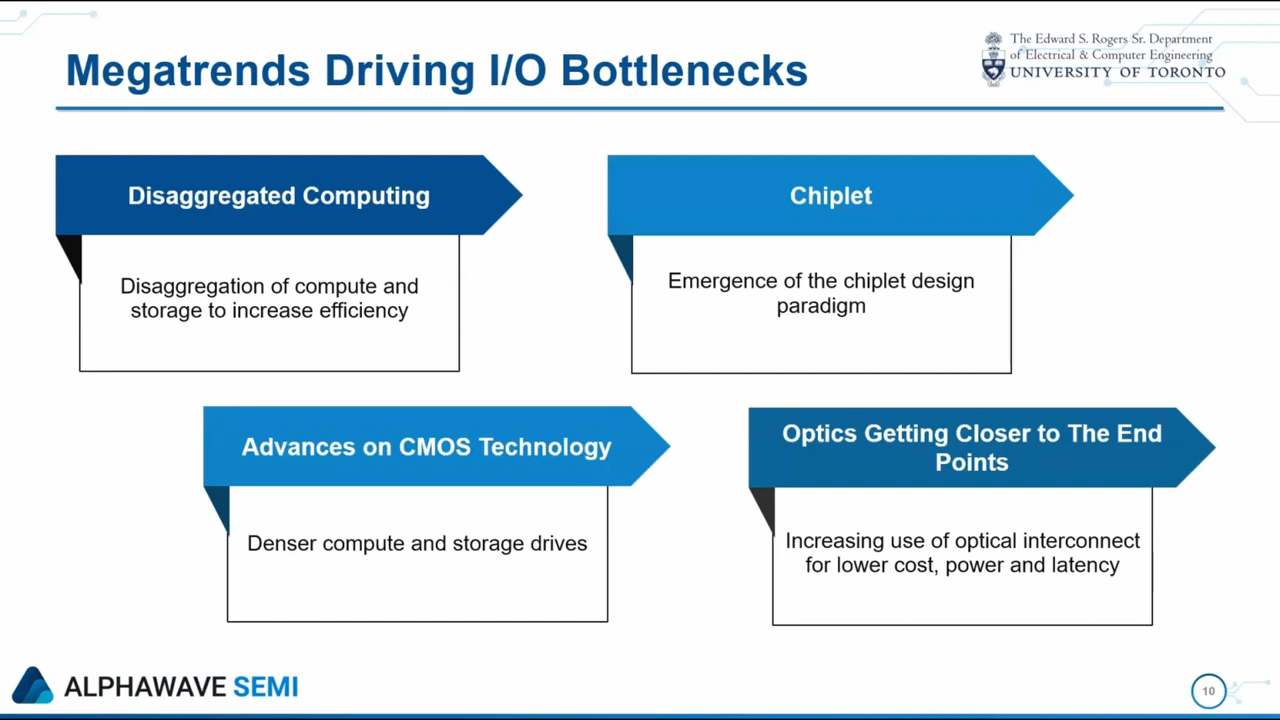 Megatrends Driving I/O Bottlenecks
The Edward S. Rogers Sr. Department
of Electrical & Computer Engineering
UNIVERSITY OF TORONTO
Disaggregated Computing
Disaggregation of compute and
storage to increase efficiency
Chiplet
Emergence of the chiplet design
paradigm
Advances on CMOS Technology
Denser compute and storage drives
Optics Getting Closer to The End
Points
Increasing use of optical interconnect
for lower cost, power and latency
ALPHAWAVE SEMI
10